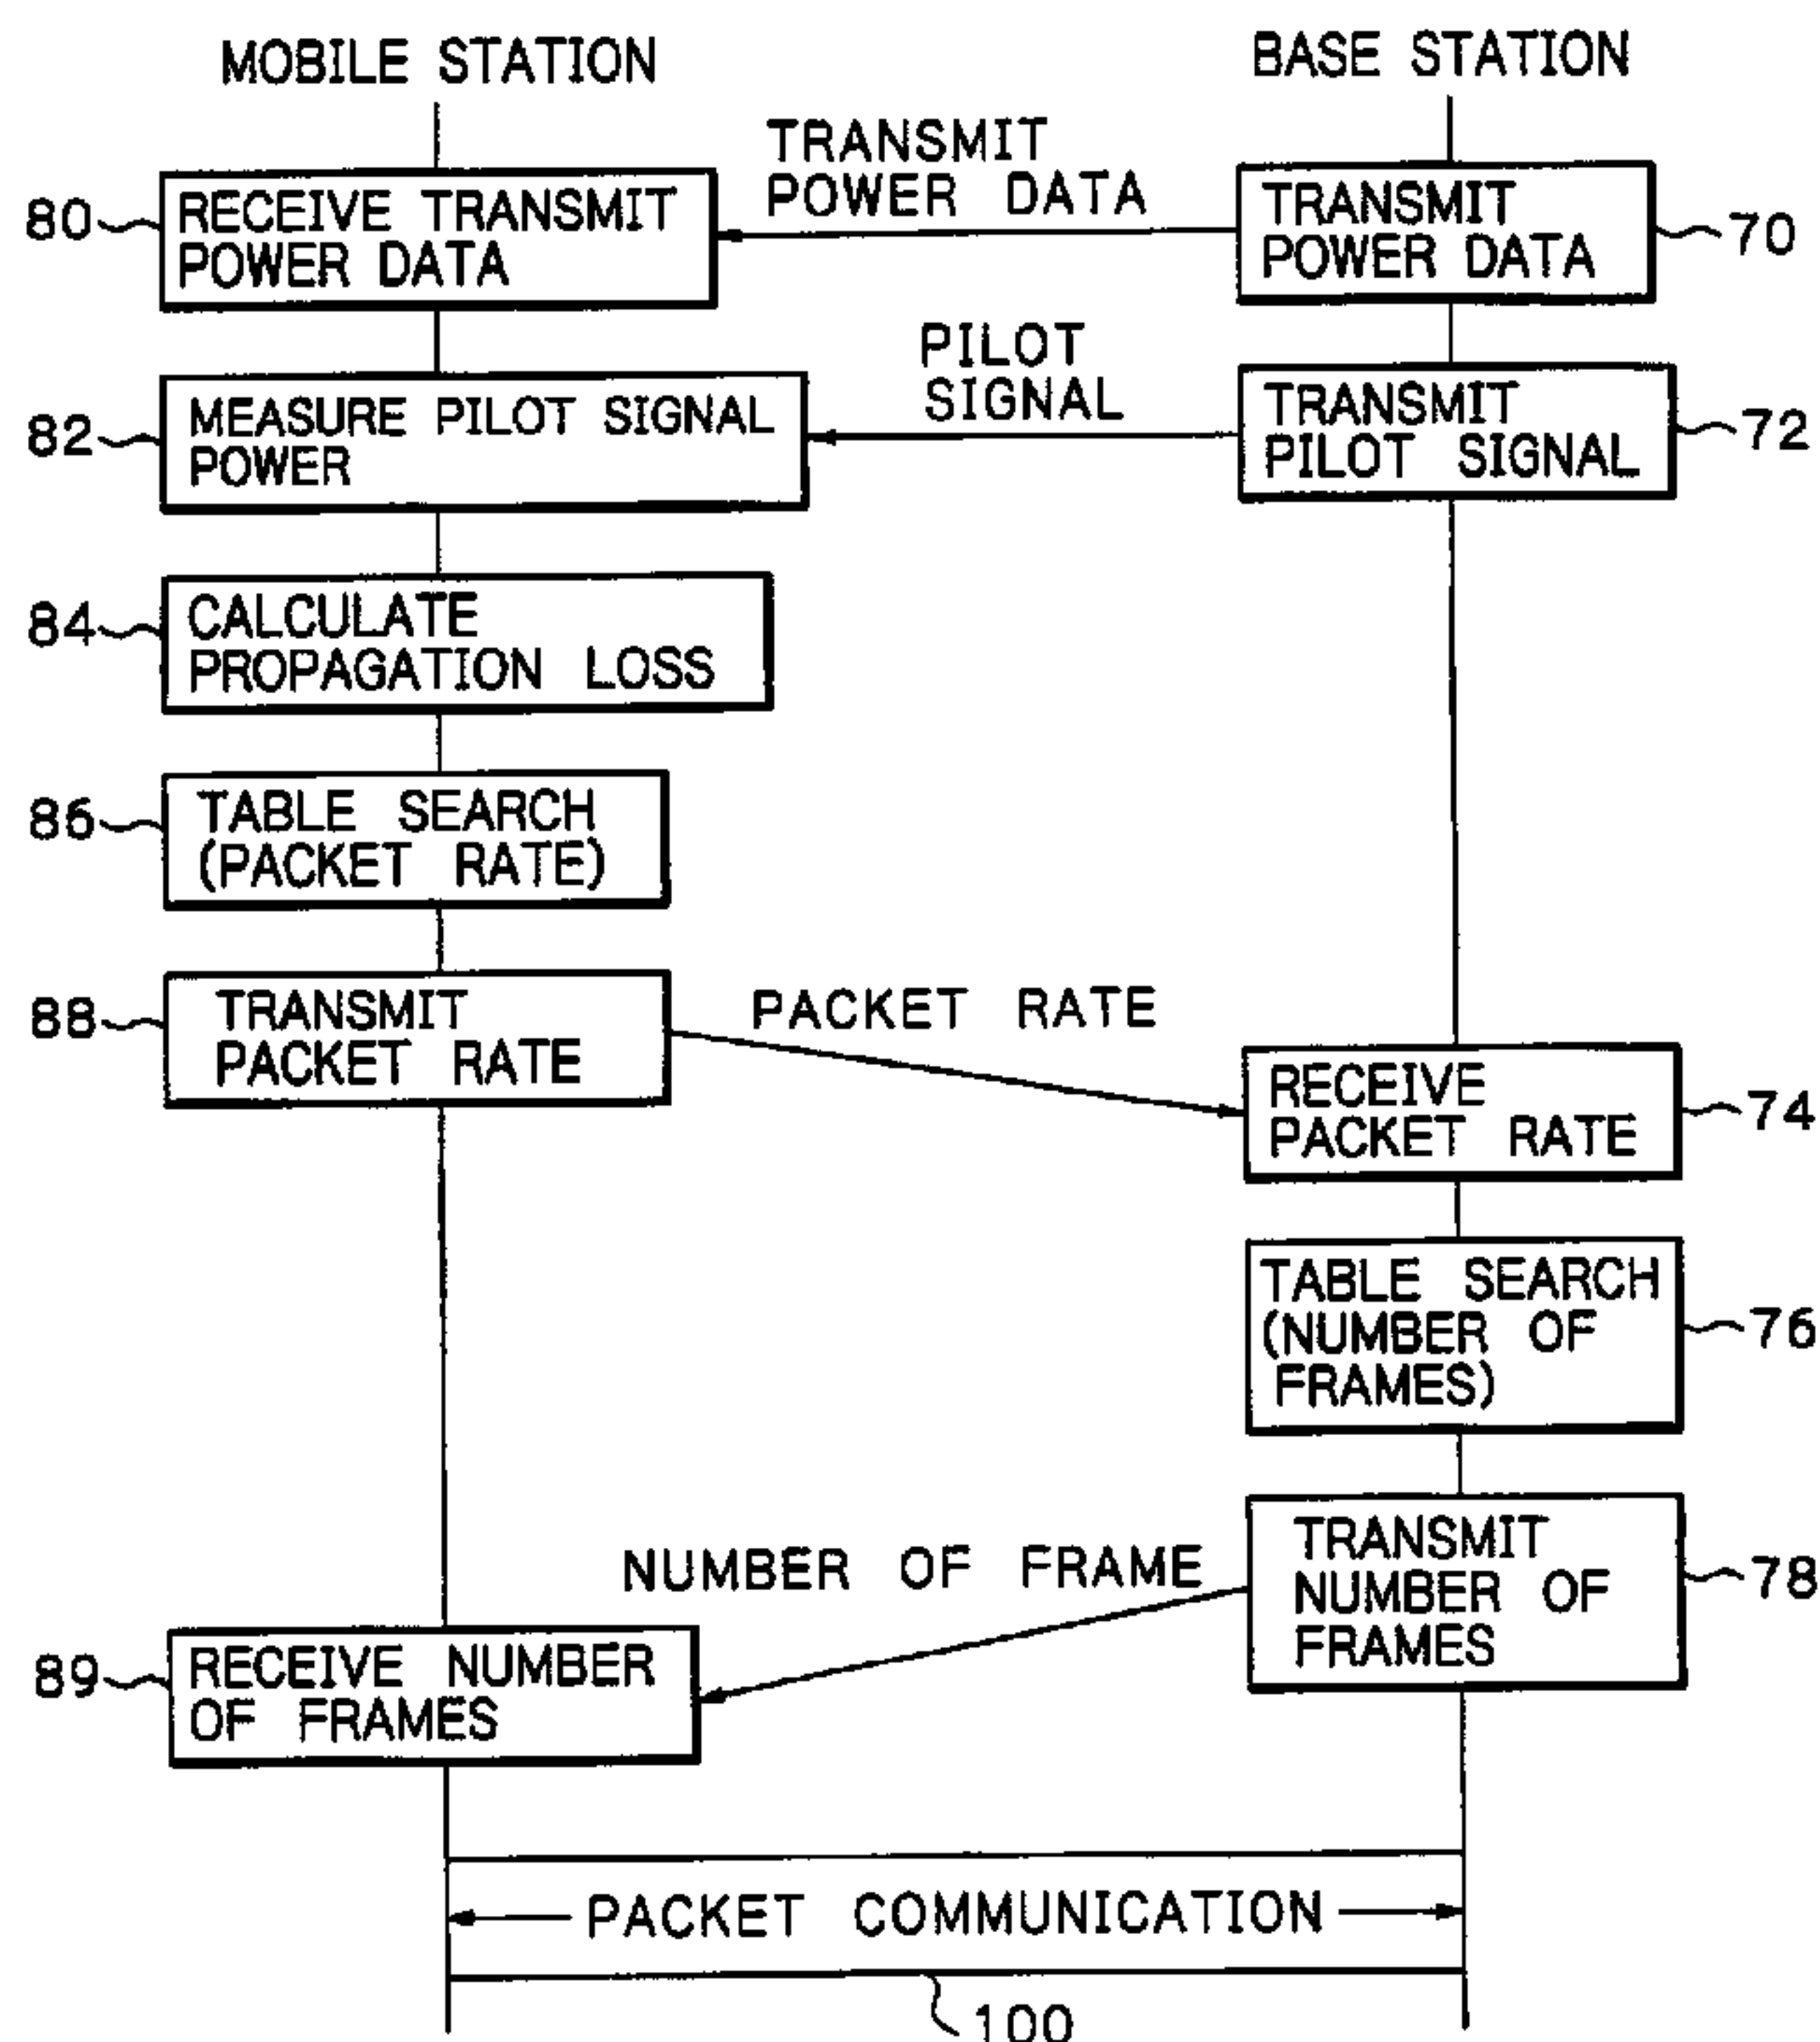 MOBILE STATION
BASE STATION
TRANSMIT
POWER DATA
80
RECEIVE TRANSMIT
POWER DATA
TRANSMIT
POWER DATA
70
PILOT
SIGNAL
82
MEASURE PILOT SIGNAL
POWER
TRANSMIT
PILOT SIGNAL
72
84
CALCULATE
PROPAGATION LOSS
86
TABLE SEARCH
(PACKET RATE)
88
TRANSMIT
PACKET RATE
PACKET RATE
RECEIVE
PACKET RATE
74
TABLE SEARCH
(NUMBER OF
FRAMES)
76
NUMBER OF FRAME
TRANSMIT
NUMBER OF
FRAMES
78
89
RECEIVE NUMBER
OF FRAMES
PACKET COMMUNICATION
100